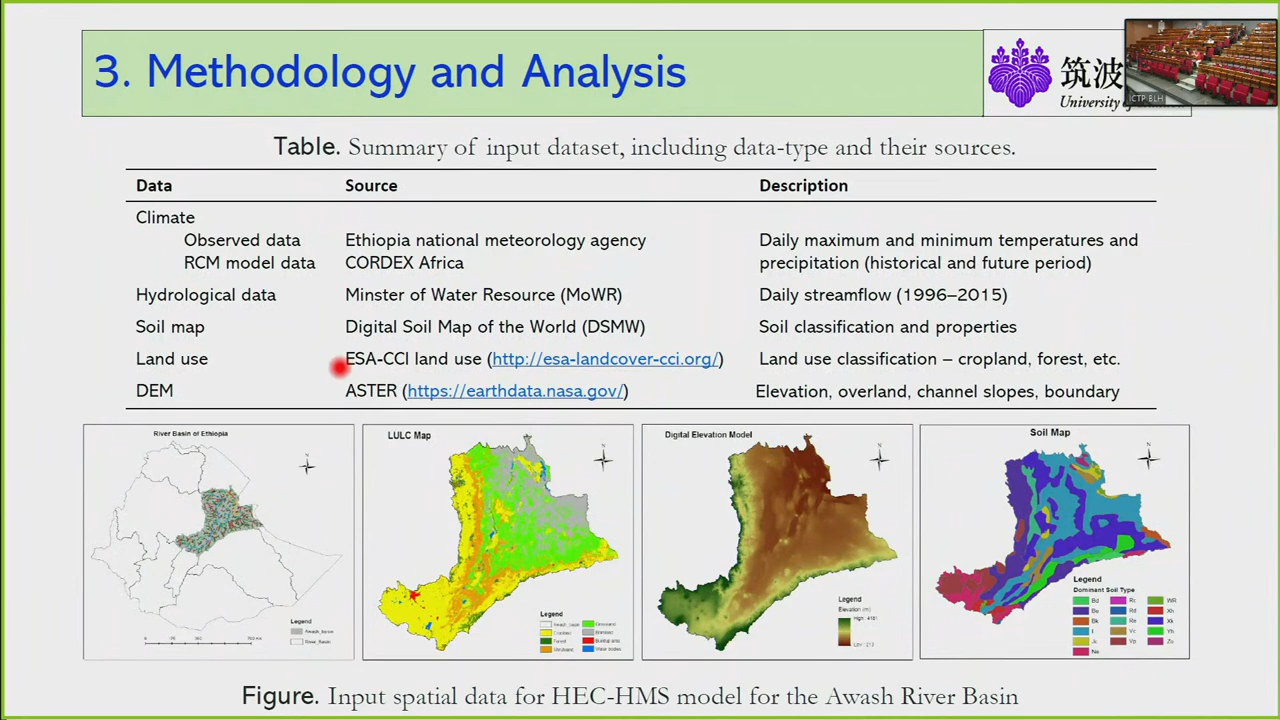 3. Methodology and Analysis
筑波
University
ICTP BLH
Table. Summary of input dataset, including data-type and their sources.
Data Source Description
Climate
Observed data Ethiopia national meteorology agency Daily maximum and minimum temperatures and
RCM model data CORDEX Africa precipitation (historical and future period)
Hydrological data Minster of Water Resource (MoWR) Daily streamflow (1996–2015)
Soil map Digital Soil Map of the World (DSMW) Soil classification and properties
Land use ESA-CCI land use (http://esa-landcover-cci.org/) Land use classification – cropland, forest, etc.
DEM ASTER (https://earthdata.nasa.gov/) Elevation, overland, channel slopes, boundary
River Basin of Ethiopia
N
Legend
LULC Map
N
Legend
Digital Elevation Model
N
Legend
Elevation (m)
Soil Map
N
Legend
Dominant Soil Type
Figure. Input spatial data for HEC-HMS model for the Awash River Basin